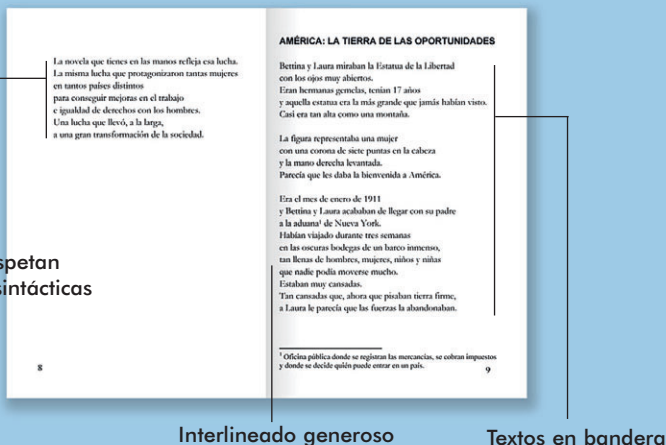 La novela que tienes en las manos refleja esa lucha.
La misma lucha que protagonizaron tantas mujeres
en tantos países distintos
para conseguir mejoras en el trabajo
e igualdad de derechos con los hombres.
Una lucha que llevó, a la larga,
a una gran transformación de la sociedad.
8
AMÉRICA: LA TIERRA DE LAS OPORTUNIDADES
Bettina y Laura miraban la Estatua de la Libertad
con los ojos muy abiertos.
Eran hermanas gemelas, tenían 17 años
y aquella estatua era la más grande que jamás habían visto.
Casi era tan alta como una montaña.
La figura representaba una mujer
con una corona de siete puntas en la cabeza
y la mano derecha levantada.
Parecía que les daba la bienvenida a América.
Era el mes de enero de 1911
y Bettina y Laura acababan de llegar con su padre
a la aduana¹ de Nueva York.
Habían viajado durante tres semanas
en las oscuras bodegas de un barco inmenso,
tan llenas de hombres, mujeres, niños y niñas
que nadie podía moverse mucho.
Estaban muy cansadas.
Tan cansadas que, ahora que pisaban tierra firme,
a Laura le parecía que las fuerzas la abandonaban.
¹ Oficina pública donde se registran las mercancías, se cobran impuestos
y donde se decide quién puede entrar en un país.
9
spetan
sintácticas
Interlineado generoso
Textos en bandera